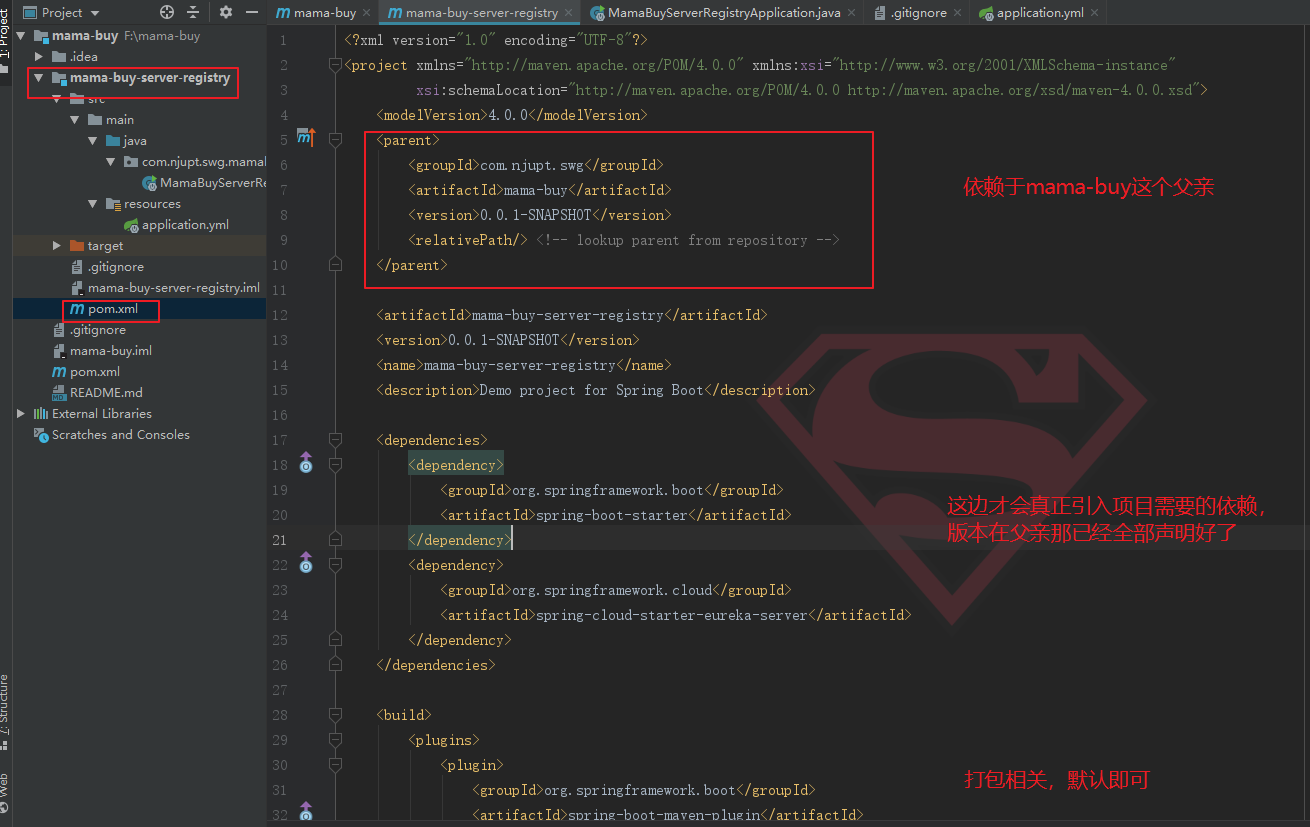 Project
mama-buy
mama-buy-server-registry
MamaBuyServerRegistryApplication.java
.gitignore
application.yml
1: Project
7: Structure
Web
mama-buy F:\mama-buy
.idea
mama-buy-server-registry
src
main
java
com.njupt.swg.mamal
MamaBuyServerRe
resources
application.yml
target
.gitignore
mama-buy-server-registry.iml
pom.xml
.gitignore
mama-buy.iml
pom.xml
README.md
External Libraries
Scratches and Consoles
1 <?xml version="1.0" encoding="UTF-8"?>
2 <project xmlns="http://maven.apache.org/POM/4.0.0" xmlns:xsi="http://www.w3.org/2001/XMLSchema-instance"
3 xsi:schemaLocation="http://maven.apache.org/POM/4.0.0 http://maven.apache.org/xsd/maven-4.0.0.xsd">
4 <modelVersion>4.0.0</modelVersion>
5 <parent>
6 <groupId>com.njupt.swg</groupId>
7 <artifactId>mama-buy</artifactId>
8 <version>0.0.1-SNAPSHOT</version>
9 <relativePath/> <!-- lookup parent from repository -->
10 </parent>
11
12 <artifactId>mama-buy-server-registry</artifactId>
13 <version>0.0.1-SNAPSHOT</version>
14 <name>mama-buy-server-registry</name>
15 <description>Demo project for Spring Boot</description>
16
17 <dependencies>
18 <dependency>
19 <groupId>org.springframework.boot</groupId>
20 <artifactId>spring-boot-starter</artifactId>
21 </dependency>
22 <dependency>
23 <groupId>org.springframework.cloud</groupId>
24 <artifactId>spring-cloud-starter-eureka-server</artifactId>
25 </dependency>
26 </dependencies>
27
28 <build>
29 <plugins>
30 <plugin>
31 <groupId>org.springframework.boot</groupId>
32 <artifactId>spring-boot-maven-plugin</artifactId>
依赖于mama-buy这个父亲
这边才会真正引入项目需要的依赖，
版本在父亲那已经全部声明好了
打包相关，默认即可